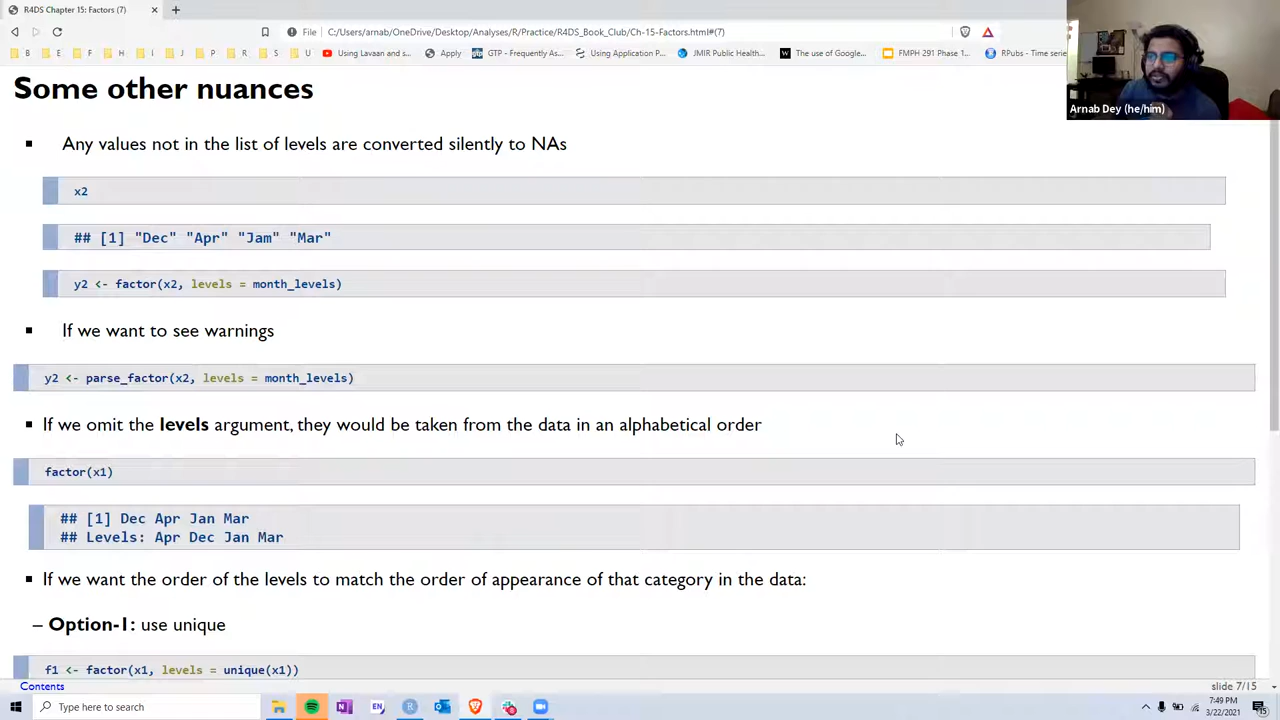 R4DS Chapter 15: Factors (7)
File
C:/Users/arnab/OneDrive/Desktop/Analyses/R/Practice/R4DS_Book_Club/Ch-15-Factors.html#(7)
B E F H I J P S T U Using Lavaan and... Apply GTP - Frequently As... Using Application P... JMIR Public Health... The use of Google... FMPH 291 Phase 1... RPubs - Time serie
Arnab Dey (he/him)
Some other nuances
▪ Any values not in the list of levels are converted silently to NAs
x2
## [1] "Dec" "Apr" "Jam" "Mar"
y2 <- factor(x2, levels = month_levels)
▪ If we want to see warnings
y2 <- parse_factor(x2, levels = month_levels)
▪ If we omit the levels argument, they would be taken from the data in an alphabetical order
factor(x1)
## [1] Dec Apr Jan Mar
## Levels: Apr Dec Jan Mar
▪ If we want the order of the levels to match the order of appearance of that category in the data:
– Option-1: use unique
f1 <- factor(x1, levels = unique(x1))
Contents
slide 7/15
Type here to search
EN
7:49 PM
3/22/2021
15